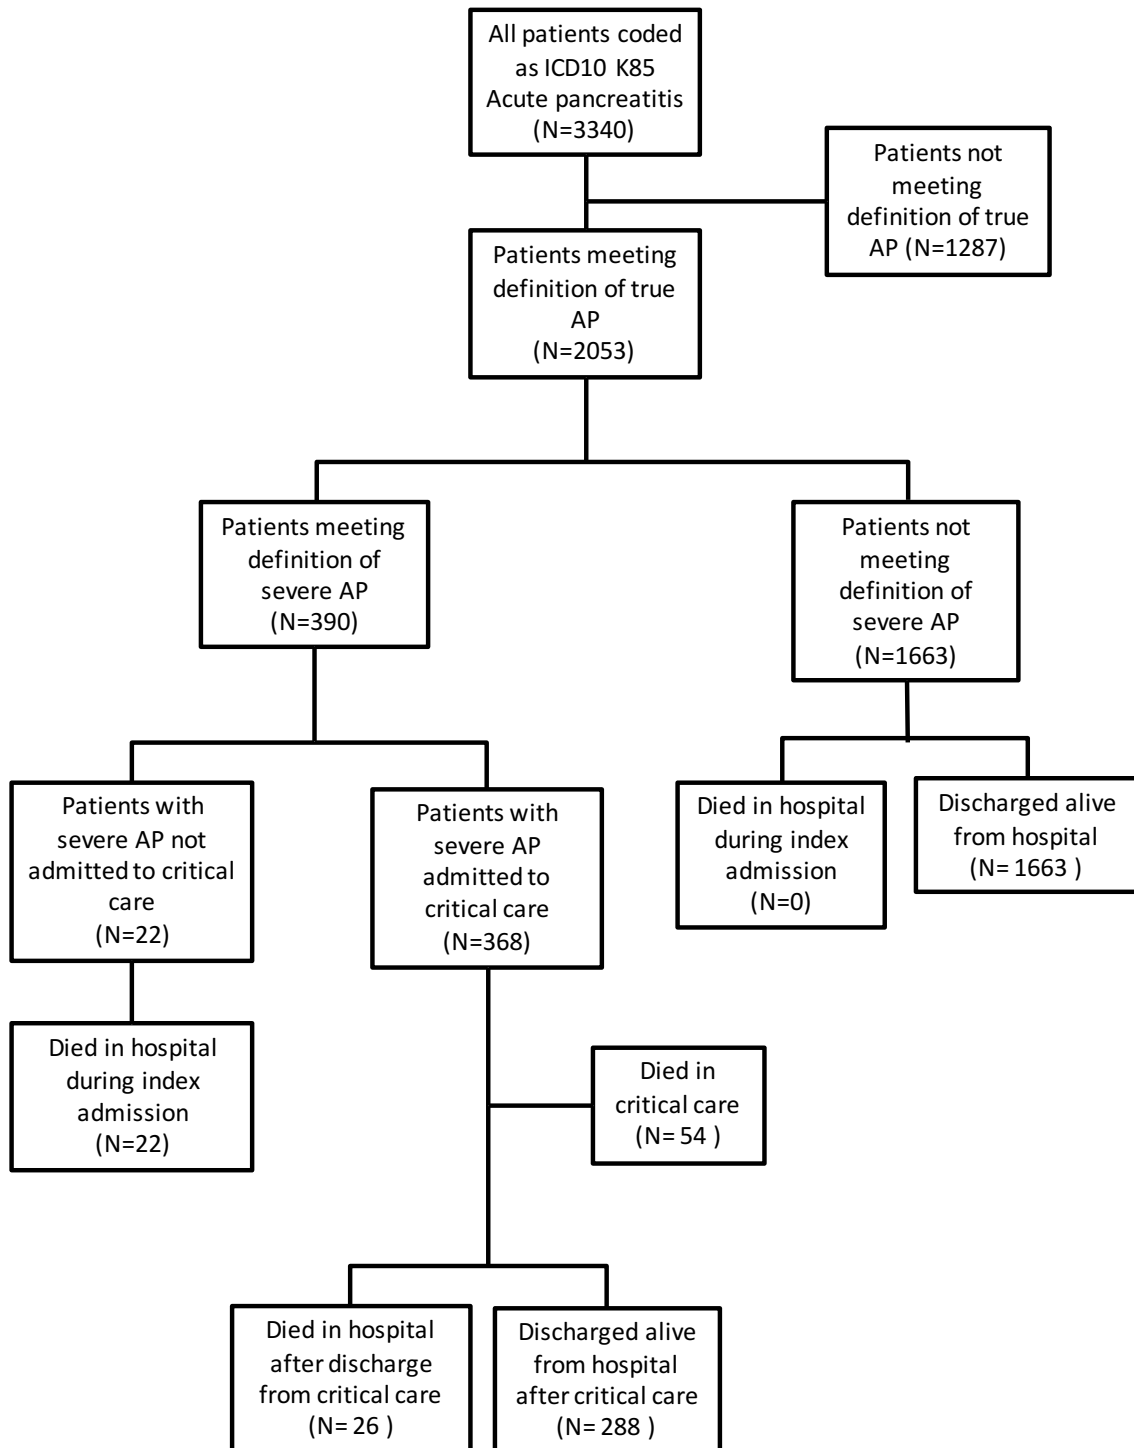 All patients coded
as ICD10 K85
Acute pancreatitis
(N=3340)
Patients not
meeting
definition of true
AP (N=1287)
Patients meeting
definition of true
AP
(N=2053)
Patients meeting
definition of
severe AP
(N=390)
Patients not
meeting
definition of
severe AP
(N=1663)
Patients with
severe AP not
admitted to critical
care
(N=22)
Patients with
severe AP
admitted to
critical care
(N=368)
Died in hospital
during index
admission
(N=0)
Discharged alive
from hospital
(N= 1663 )
Died in hospital
during index
admission
(N=22)
Died in
critical care
(N= 54 )
Died in hospital
after discharge
from critical care
(N= 26 )
Discharged alive
from hospital
after critical care
(N= 288 )